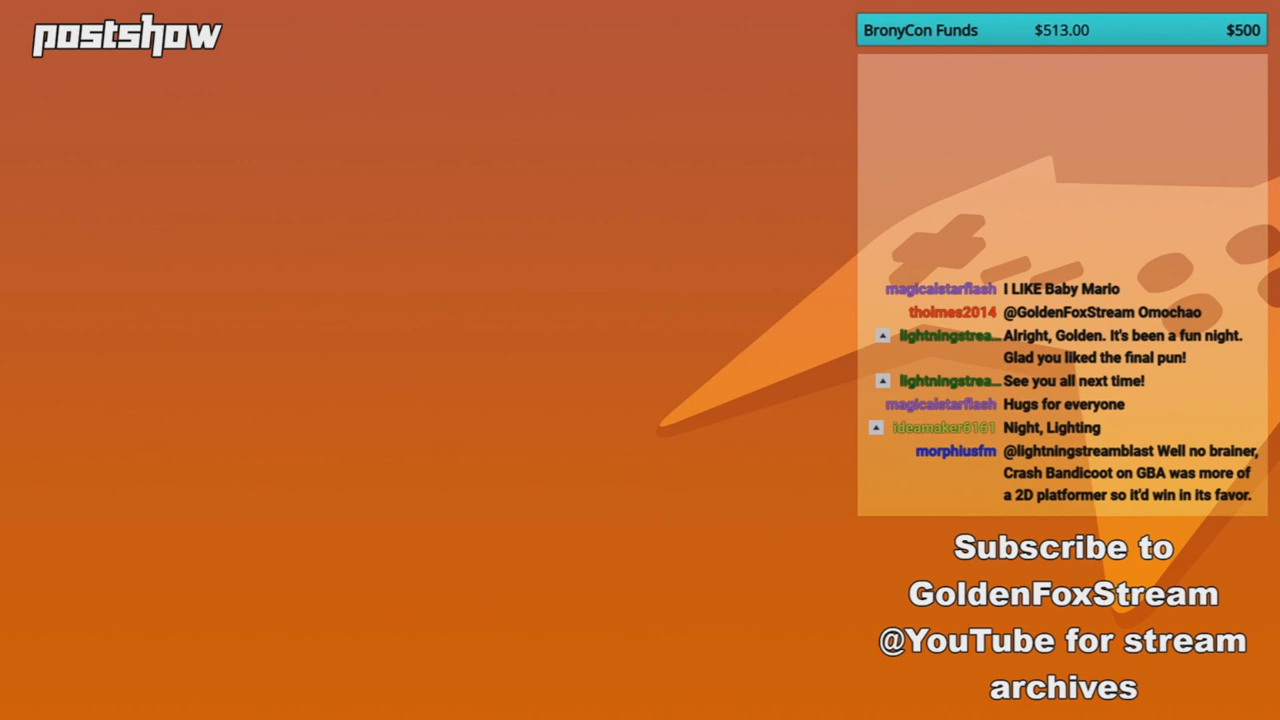 postshow
BronyCon Funds $513.00 $500
magicalstarflash I LIKE Baby Mario
tholmes2014 @GoldenFoxStream Omochao
lightningstrea... Alright, Golden. It's been a fun night.
Glad you liked the final pun!
lightningstrea... See you all next time!
magicalstarflash Hugs for everyone
ideamaker6161 Night, Lighting
morphiusfm @lightningstreamblast Well no brainer,
Crash Bandicoot on GBA was more of
a 2D platformer so it'd win in its favor.
Subscribe to
GoldenFoxStream
@YouTube for stream
archives